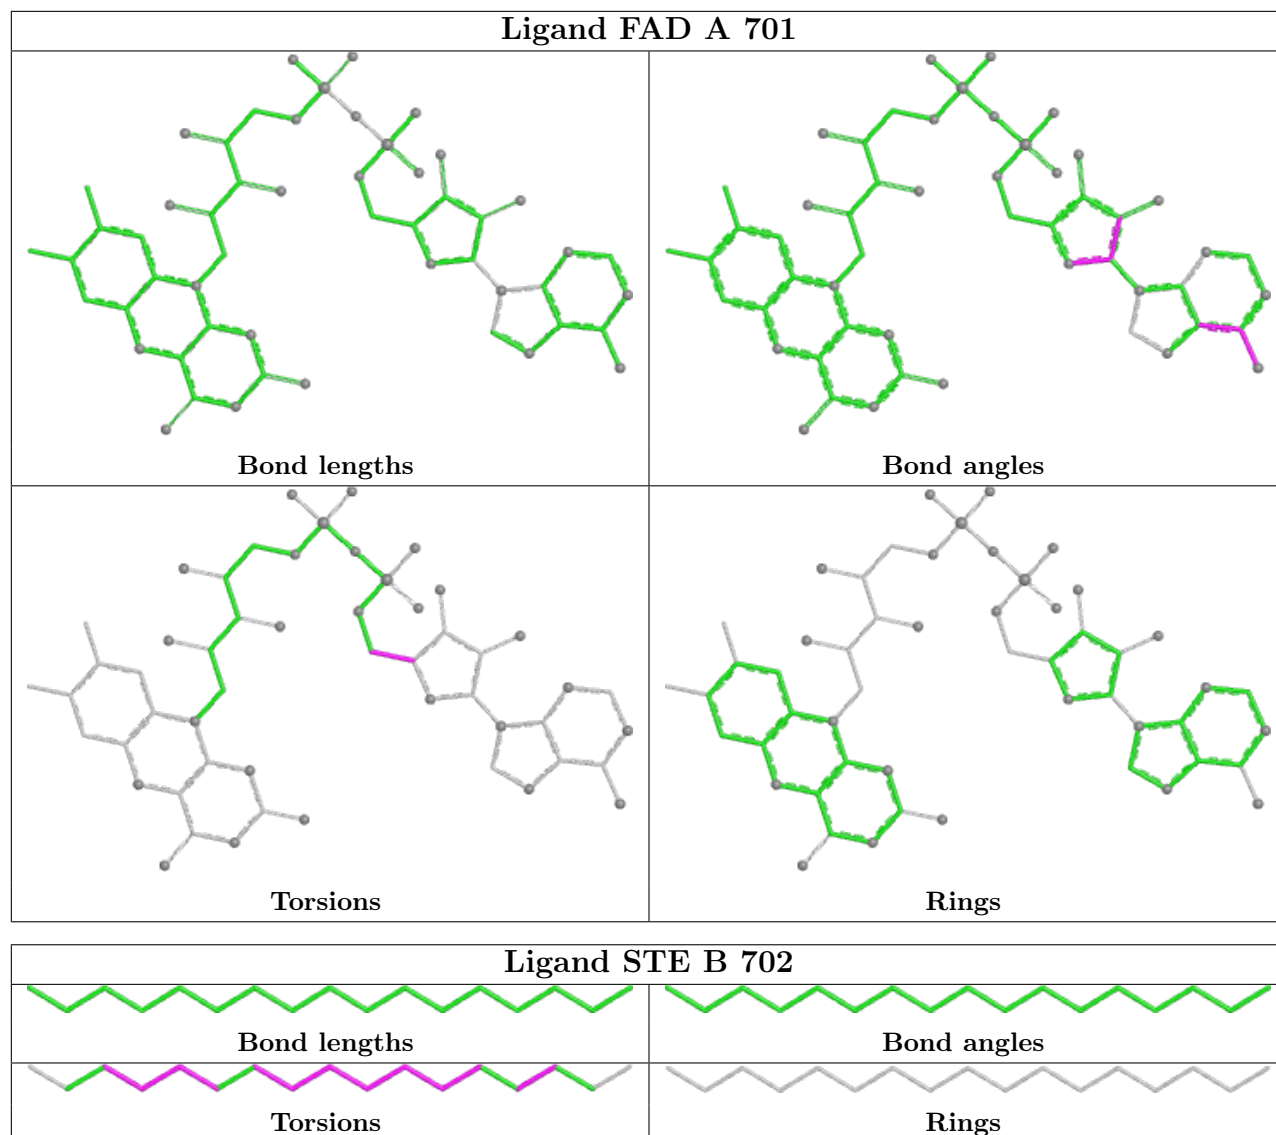 Ligand FAD A 701
Bond lengths
Bond angles
Torsions
Rings
Ligand STE B 702
Bond lengths
Bond angles
Torsions
Rings